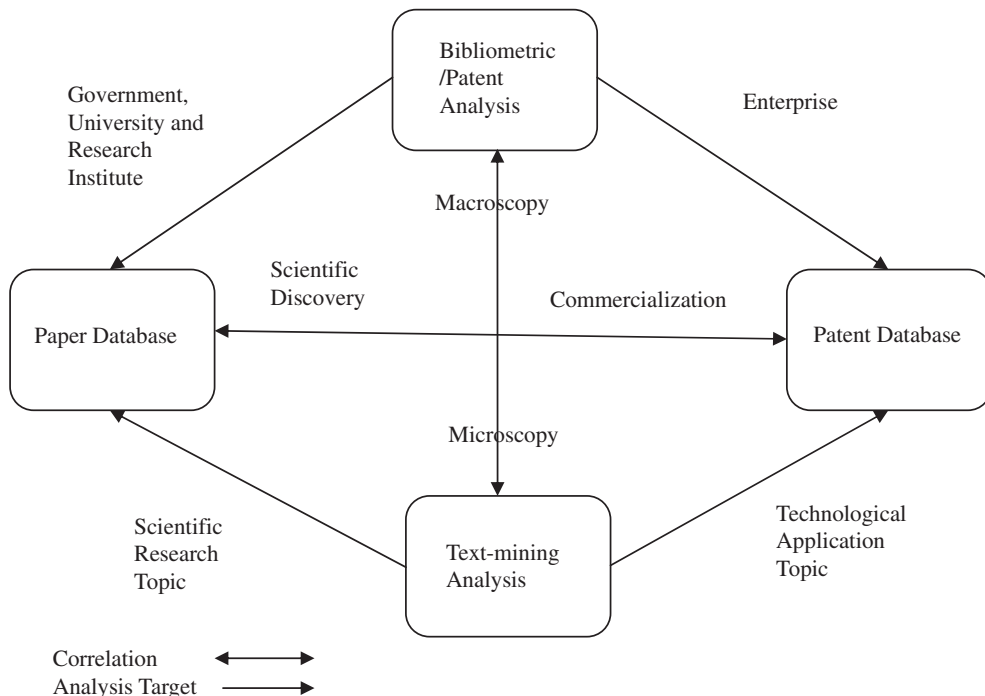 Bibliometric
/Patent
Analysis
Government,
University and
Research
Institute
Enterprise
Macroscopy
Scientific
Discovery
Commercialization
Paper Database
Patent Database
Microscopy
Scientific
Research
Topic
Text-mining
Analysis
Technological
Application
Topic
Correlation
Analysis Target